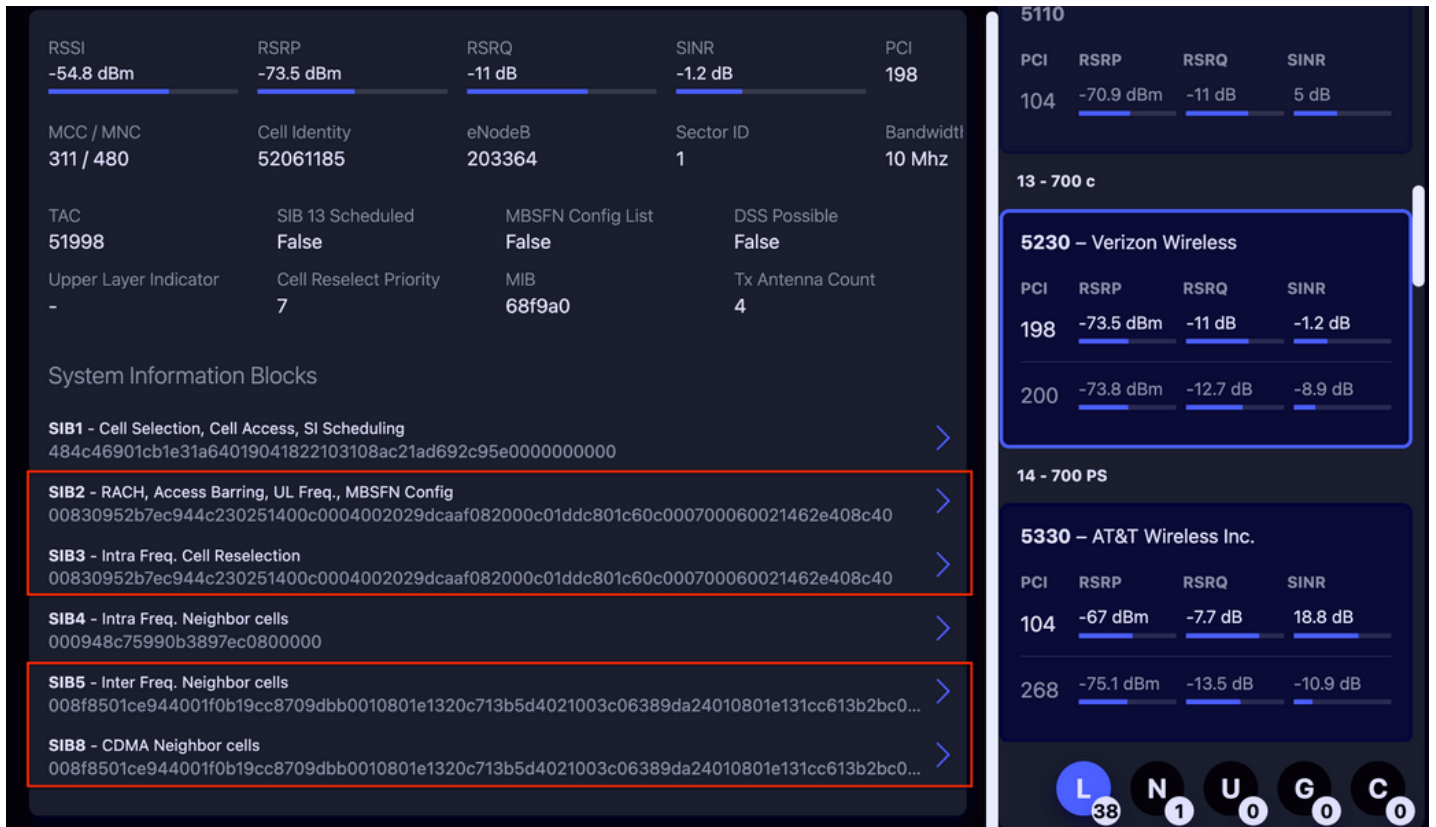 RSSI RSRP RSRQ SINR PCI
-54.8 dBm -73.5 dBm -11 dB -1.2 dB 198
MCC / MNC Cell Identity eNodeB Sector ID Bandwidth
311 / 480 52061185 203364 1 10 Mhz
TAC SIB 13 Scheduled MBSFN Config List DSS Possible
51998 False False False
Upper Layer Indicator Cell Reselect Priority MIB Tx Antenna Count
- 7 68f9a0 4
System Information Blocks
SIB1 - Cell Selection, Cell Access, SI Scheduling
484c46901cb1e31a64019041822103108ac21ad692c95e0000000000
SIB2 - RACH, Access Barring, UL Freq., MBSFN Config
00830952b7ec944c230251400c0004002029dcaaf082000c01ddc801c60c000700060021462e408c40
SIB3 - Intra Freq. Cell Reselection
00830952b7ec944c230251400c0004002029dcaaf082000c01ddc801c60c000700060021462e408c40
SIB4 - Intra Freq. Neighbor cells
000948c75990b3897ec0800000
SIB5 - Inter Freq. Neighbor cells
008f8501ce944001f0b19cc8709dbb0010801e1320c713b5d4021003c06389da24010801e131cc613b2bc0...
SIB8 - CDMA Neighbor cells
008f8501ce944001f0b19cc8709dbb0010801e1320c713b5d4021003c06389da24010801e131cc613b2bc0...
5110
PCI RSRP RSRQ SINR
104 -70.9 dBm -11 dB 5 dB
13 - 700 c
5230 – Verizon Wireless
PCI RSRP RSRQ SINR
198 -73.5 dBm -11 dB -1.2 dB
200 -73.8 dBm -12.7 dB -8.9 dB
14 - 700 PS
5330 – AT&T Wireless Inc.
PCI RSRP RSRQ SINR
104 -67 dBm -7.7 dB 18.8 dB
268 -75.1 dBm -13.5 dB -10.9 dB
L N U G C
38 1 0 0 0